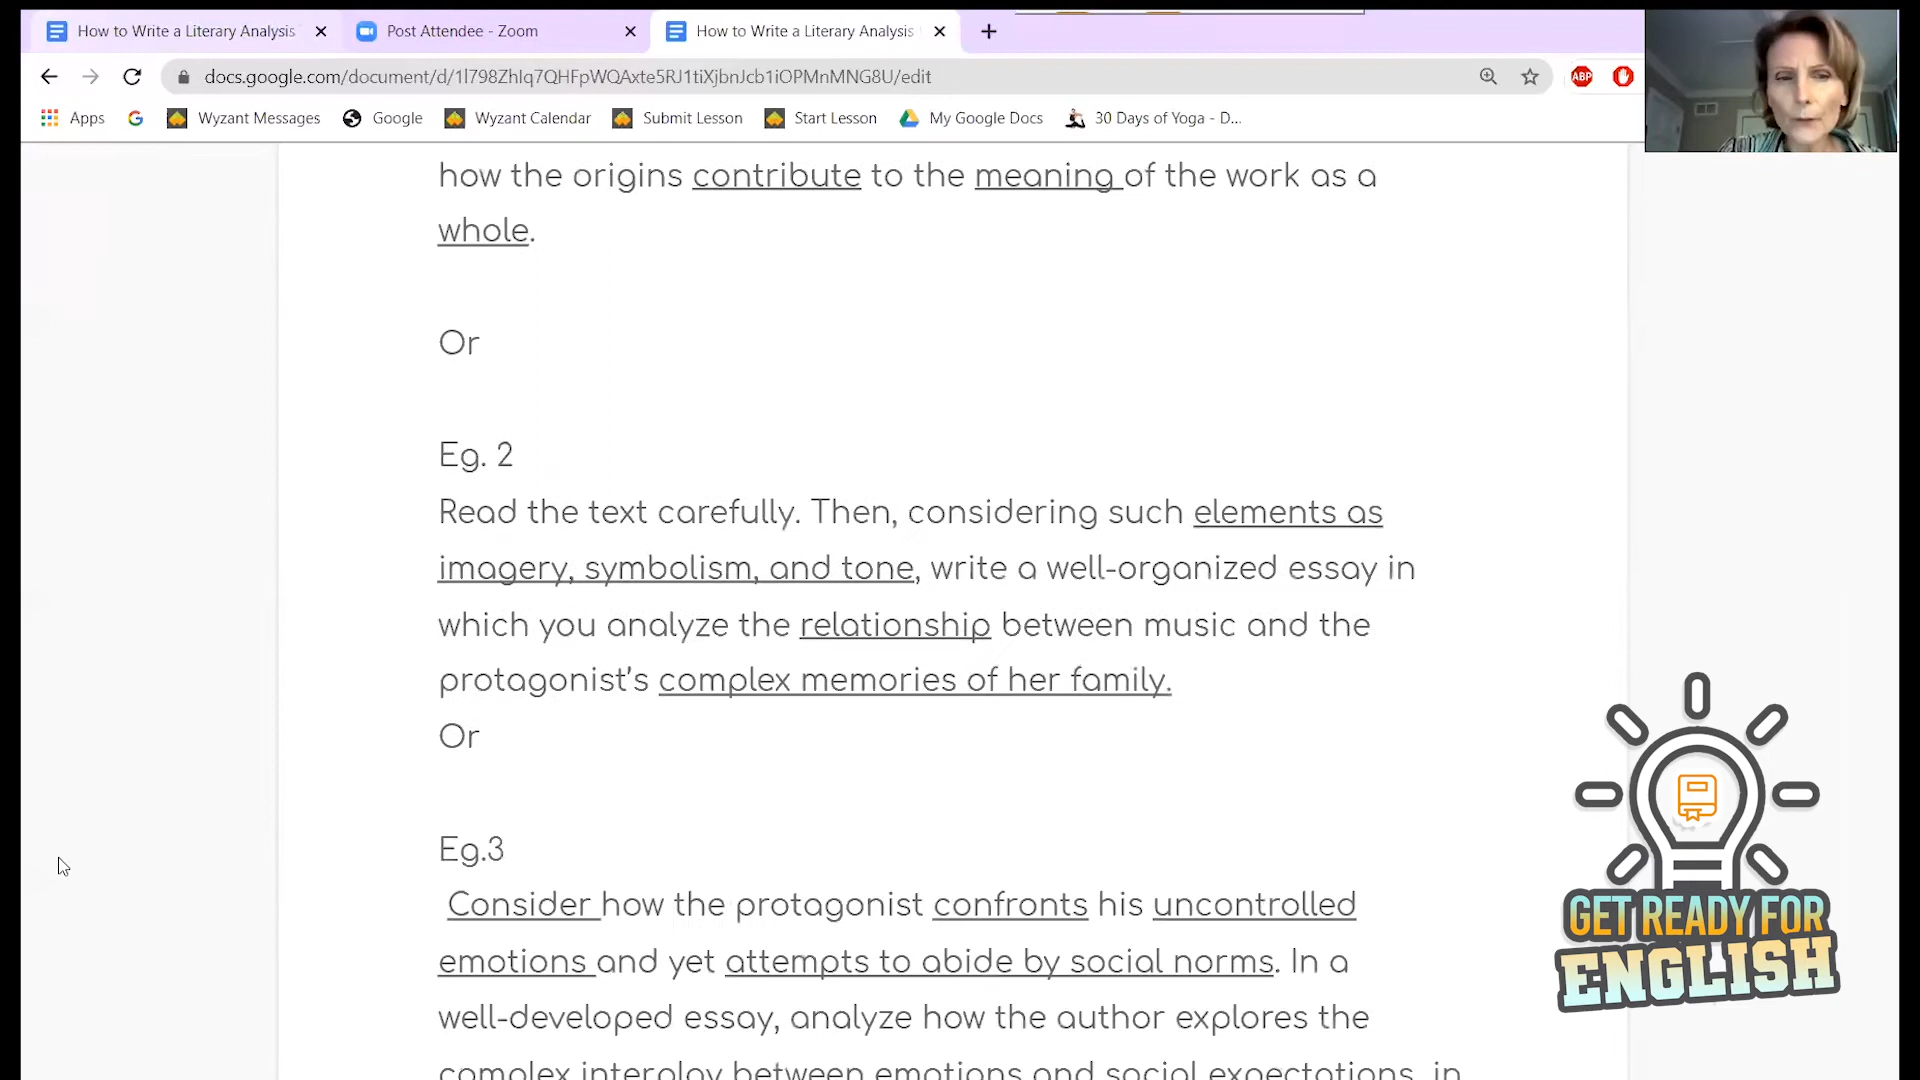 How to Write a Literary Analysis
Post Attendee - Zoom
How to Write a Literary Analysis
docs.google.com/document/d/1l798ZhIq7QHFpWQAxte5RJ1tiXjbnJcb1iOPMnMNG8U/edit
ABP
Apps
Wyzant Messages
Google
Wyzant Calendar
Submit Lesson
Start Lesson
My Google Docs
30 Days of Yoga - D...
how the origins contribute to the meaning of the work as a
whole.
Or
Eg. 2
Read the text carefully. Then, considering such elements as
imagery, symbolism, and tone, write a well-organized essay in
which you analyze the relationship between music and the
protagonist's complex memories of her family.
Or
Eg.3
Consider how the protagonist confronts his uncontrolled
emotions and yet attempts to abide by social norms. In a
well-developed essay, analyze how the author explores the
complex interplay between emotions and social expectations, in
GET READY FOR
ENGLISH